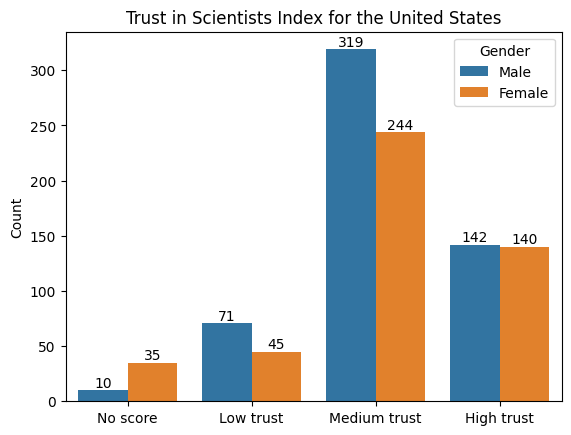 Trust in Scientists Index for the United States
Gender
Male
Female
Count
300
250
200
150
100
50
0
10
35
71
45
319
244
142
140
No score
Low trust
Medium trust
High trust